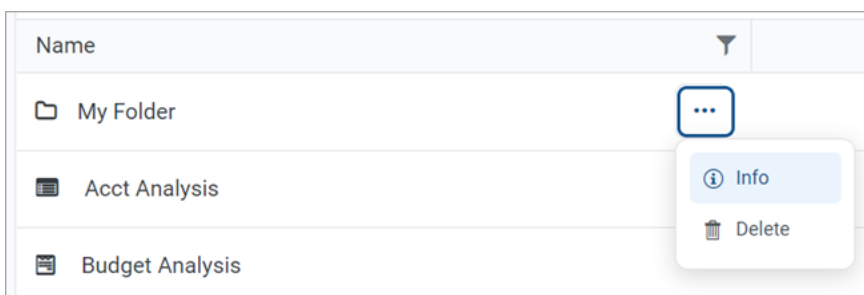 Name
My Folder
Acct Analysis
Info
Delete
Budget Analysis